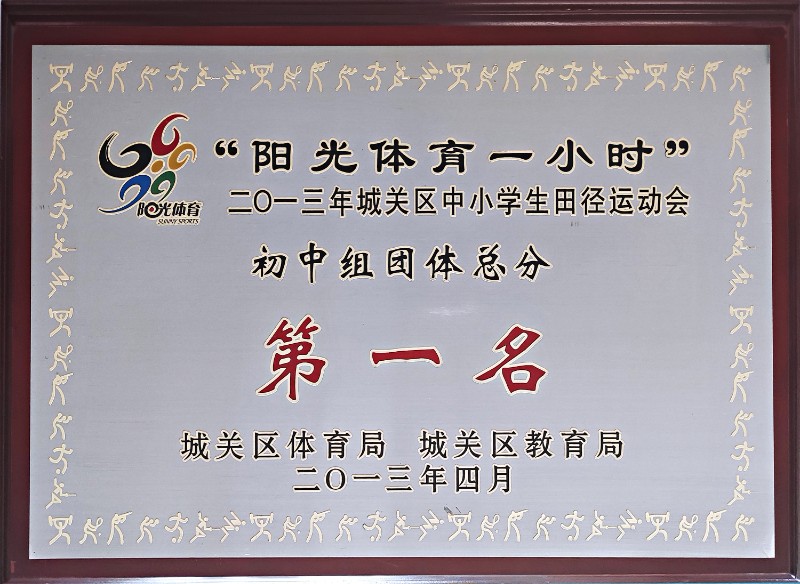 “阳光体育一小时”
阳光体育
SUNNY SPORTS
二〇一三年城关区中小学生田径运动会
初中组团体总分
第一名
城关区体育局 城关区教育局
二〇一三年四月